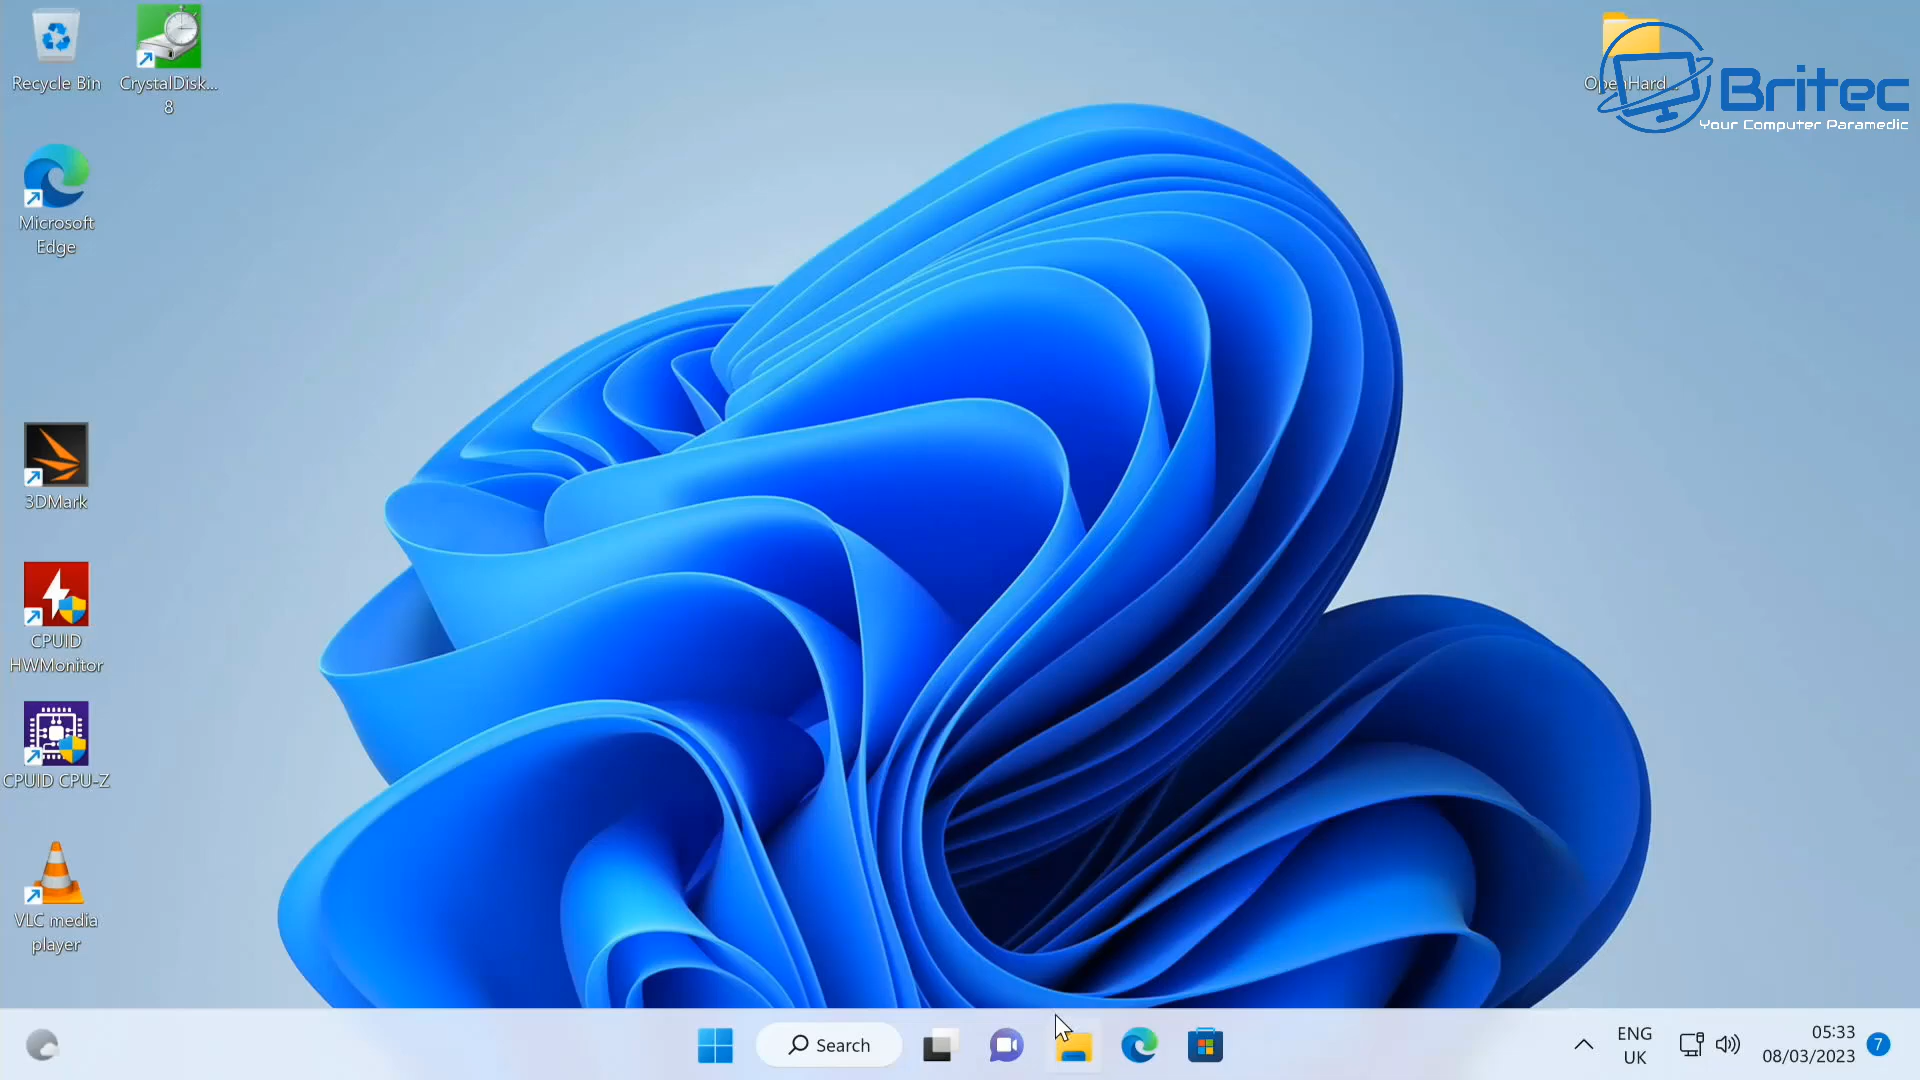 Recycle Bin
CrystalDisk...
8
Microsoft
Edge
3DMark
CPUID
HWMonitor
CPUID CPU-Z
VLC media
player
OpenHard...
Britec
Your Computer Paramedic
Search
ENG
UK
05:33
08/03/2023
7